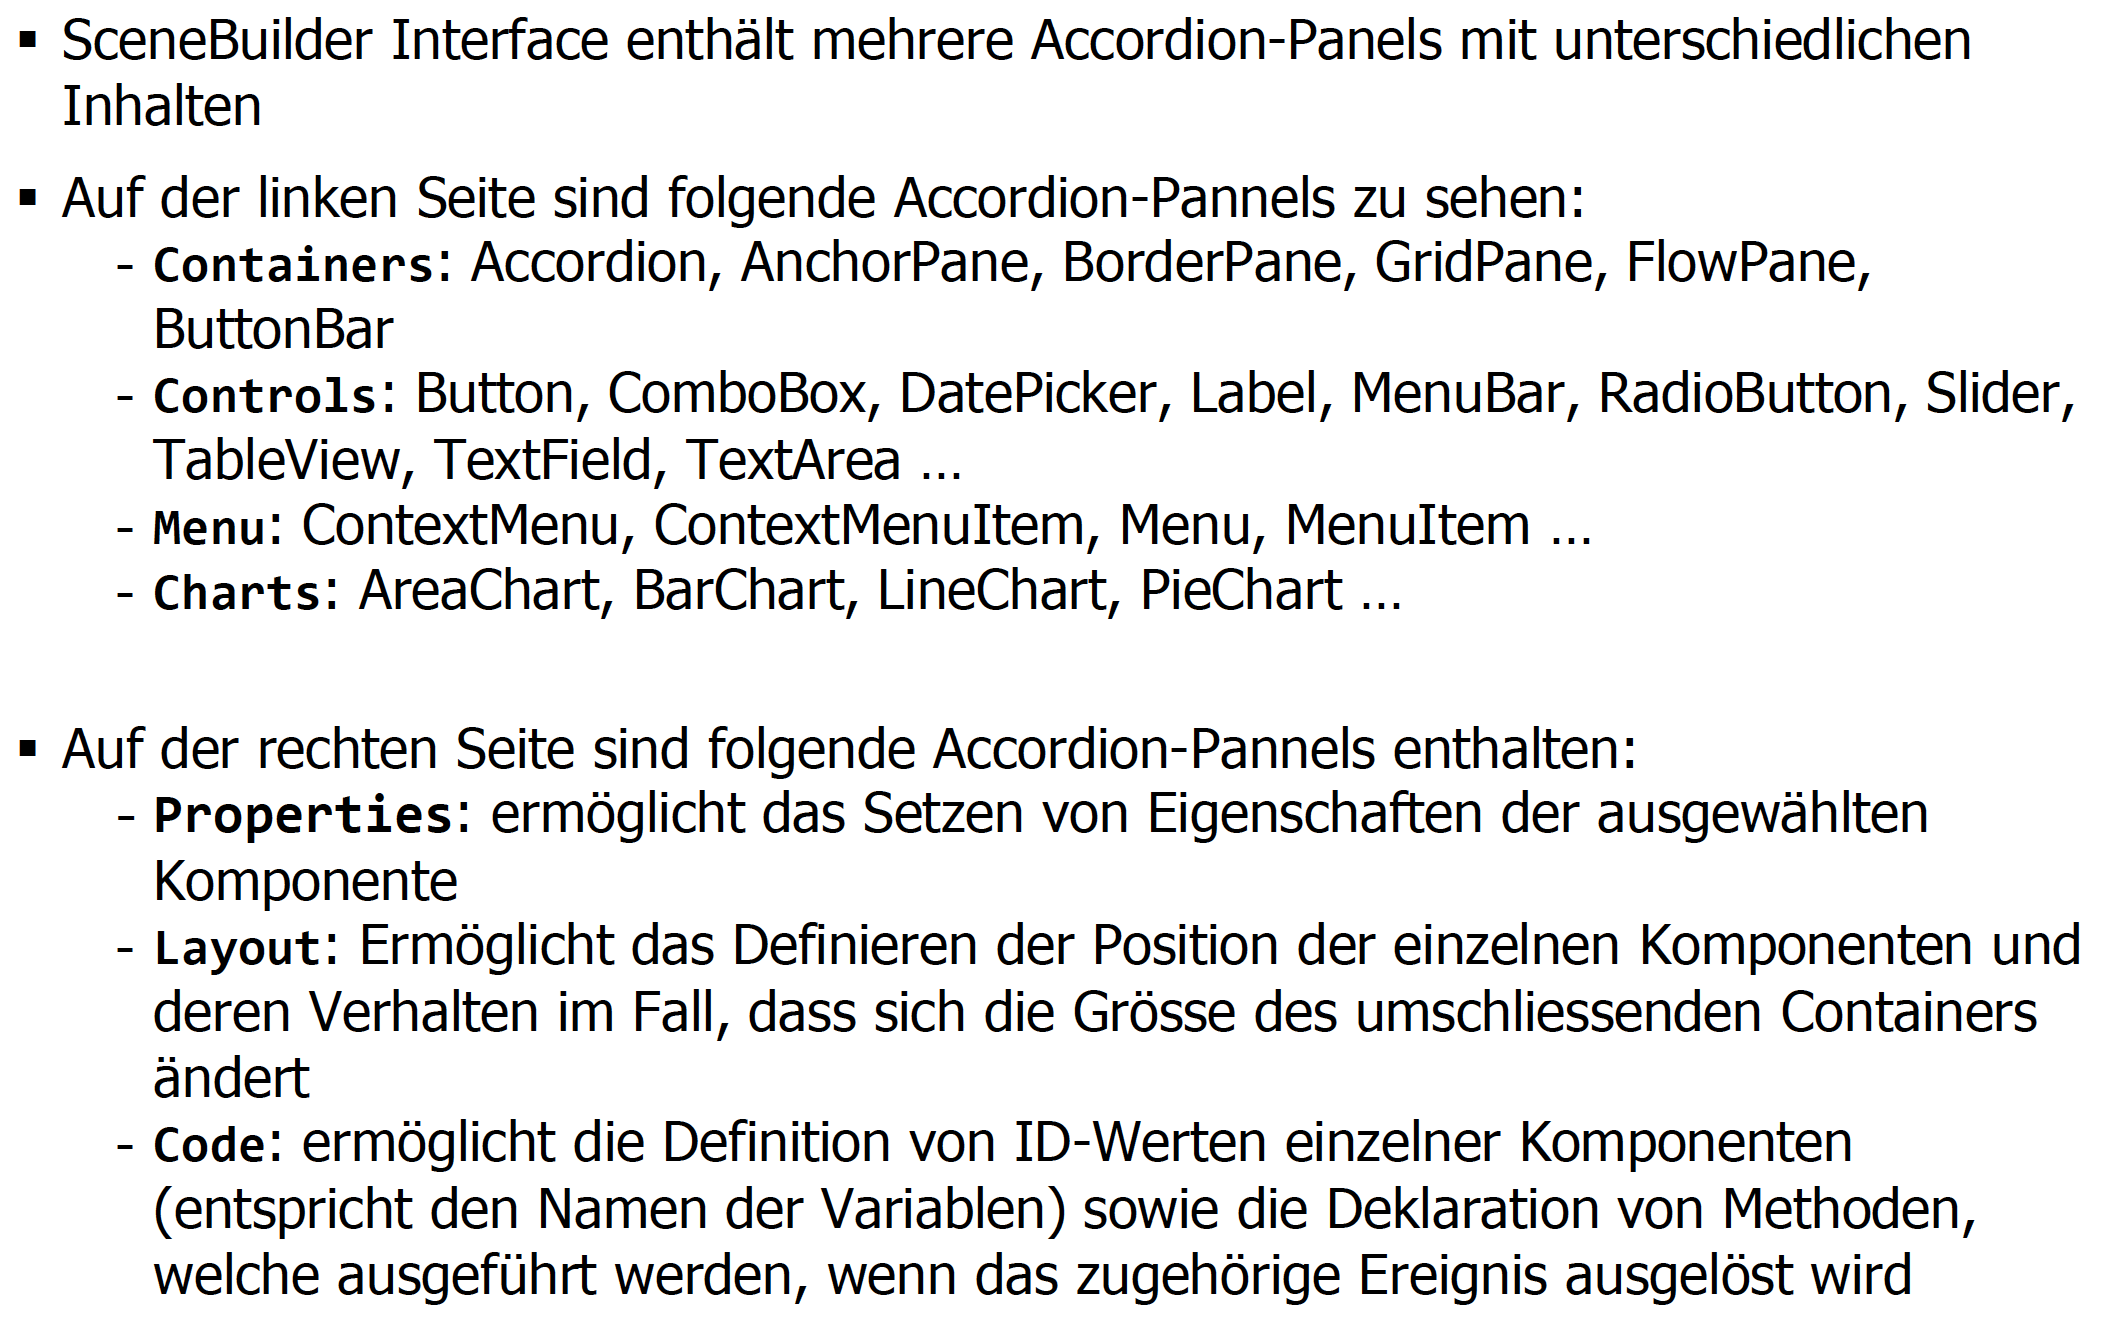 ▪ SceneBuilder Interface enthält mehrere Accordion-Panels mit unterschiedlichen
Inhalten
▪ Auf der linken Seite sind folgende Accordion-Pannels zu sehen:
- Containers: Accordion, AnchorPane, BorderPane, GridPane, FlowPane,
ButtonBar
- Controls: Button, ComboBox, DatePicker, Label, MenuBar, RadioButton, Slider,
TableView, TextField, TextArea …
- Menu: ContextMenu, ContextMenuItem, Menu, MenuItem …
- Charts: AreaChart, BarChart, LineChart, PieChart …
▪ Auf der rechten Seite sind folgende Accordion-Pannels enthalten:
- Properties: ermöglicht das Setzen von Eigenschaften der ausgewählten
Komponente
- Layout: Ermöglicht das Definieren der Position der einzelnen Komponenten und
deren Verhalten im Fall, dass sich die Grösse des umschliessenden Containers
ändert
- Code: ermöglicht die Definition von ID-Werten einzelner Komponenten
(entspricht den Namen der Variablen) sowie die Deklaration von Methoden,
welche ausgeführt werden, wenn das zugehörige Ereignis ausgelöst wird